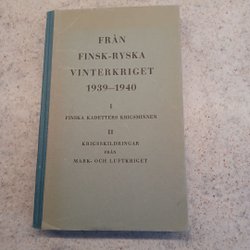 FRÅN
FINSK-RYSKA
VINTERKRIGET
1939–1940
I
FINSKA KADETTERS KRIGSMINNEN
II
KRIGSSKILDRINGAR
FRÅN
MARK- OCH LUFTKRIGET